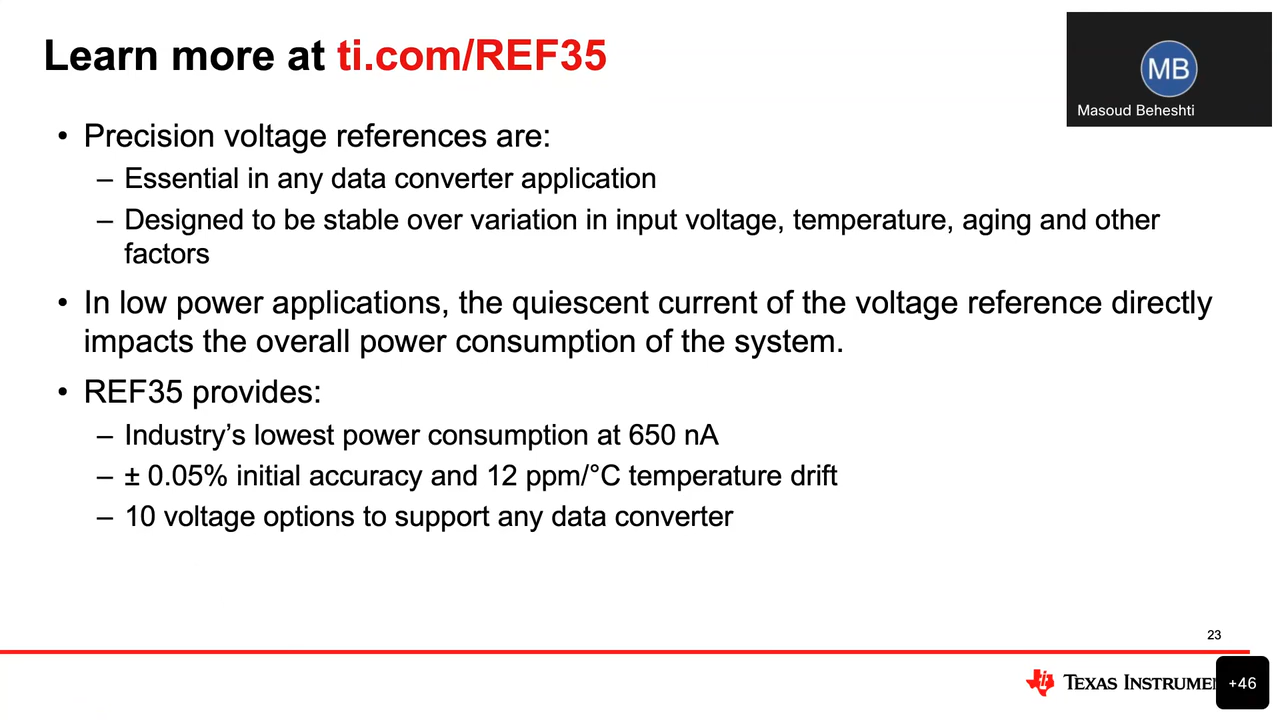 Learn more at ti.com/REF35
MB
Masoud Beheshti
• Precision voltage references are:
– Essential in any data converter application
– Designed to be stable over variation in input voltage, temperature, aging and other
factors
• In low power applications, the quiescent current of the voltage reference directly
impacts the overall power consumption of the system.
• REF35 provides:
– Industry’s lowest power consumption at 650 nA
– ± 0.05% initial accuracy and 12 ppm/°C temperature drift
– 10 voltage options to support any data converter
23
TEXAS INSTRUMEN
+46